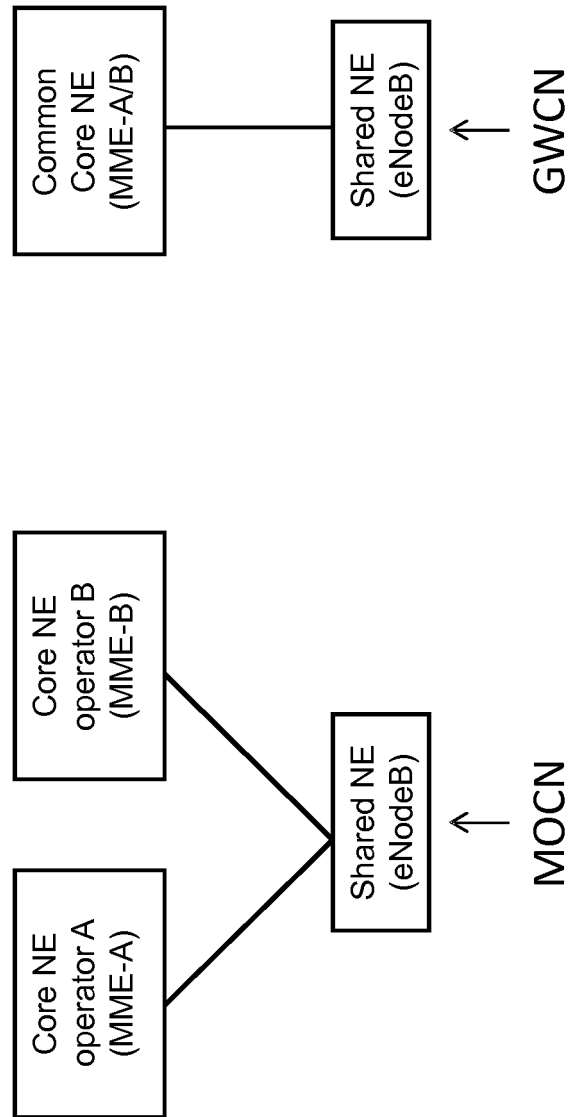 Core NE
operator A
(MME-A)
Core NE
operator B
(MME-B)
Shared NE
(eNodeB)
MOCN
Common
Core NE
(MME-A/B)
Shared NE
(eNodeB)
GWCN